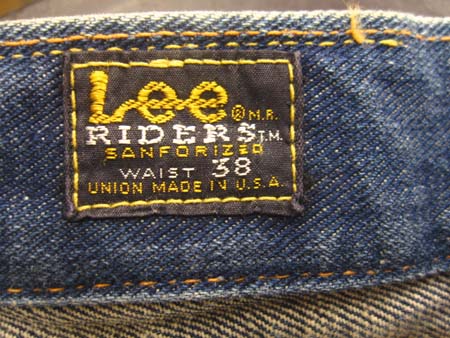 Lee ® M.R.
RIDERS T.M.
SANFORIZED
WAIST 38
UNION MADE IN U.S.A.